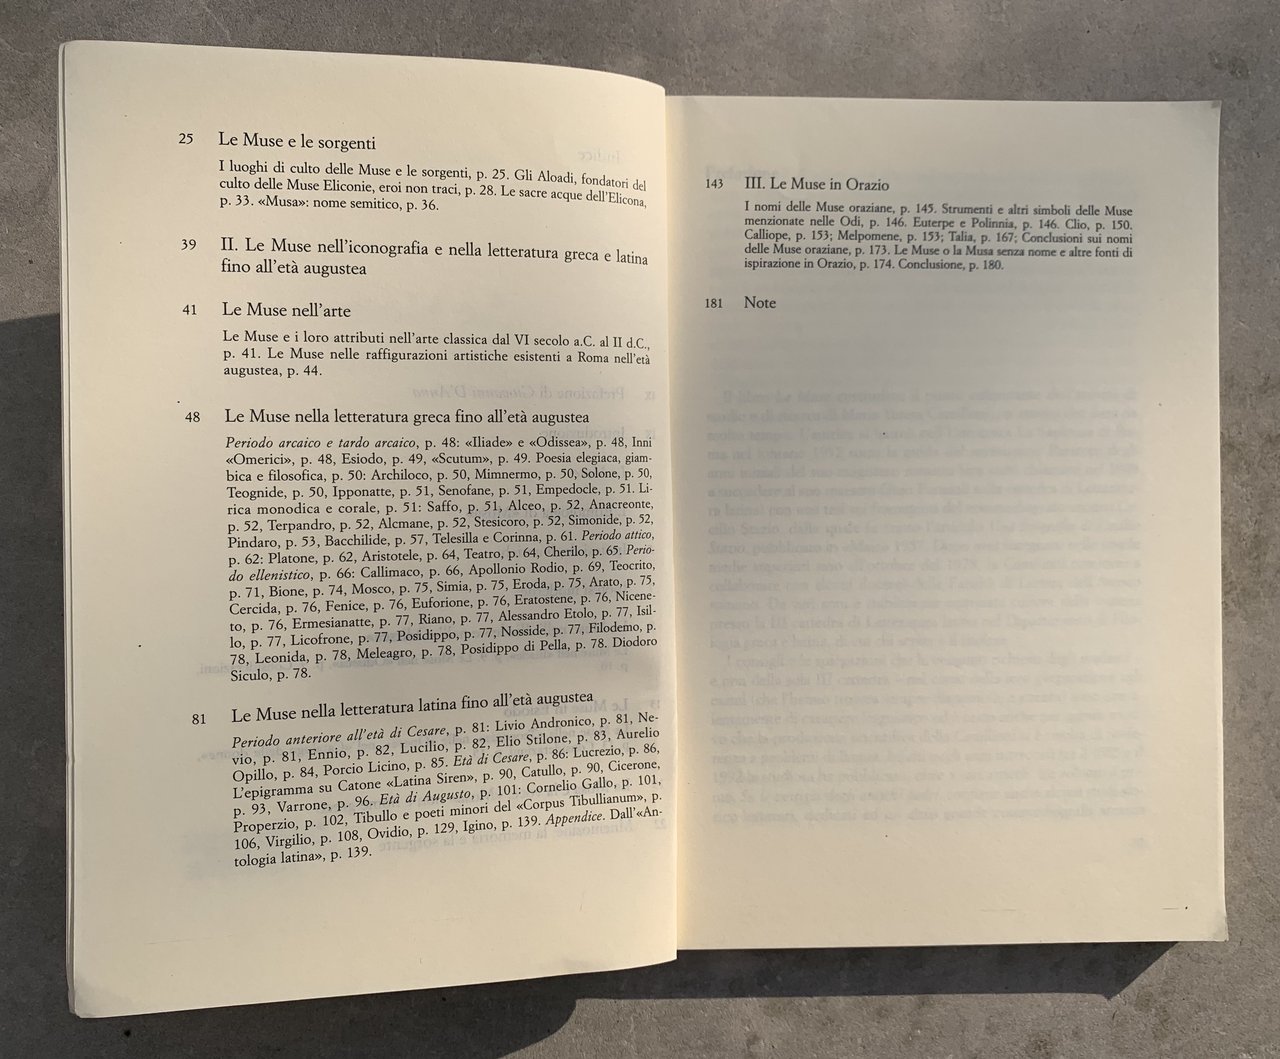 25 Le Muse e le sorgenti
I luoghi di culto delle Muse e le sorgenti, p. 25. Gli Aloadi, fondatori del
culto delle Muse Eliconie, eroi non traci, p. 28. Le sacre acque dell'Elicona,
p. 33. «Musa»: nome semitico, p. 36.
39 II. Le Muse nell'iconografia e nella letteratura greca e latina
fino all'età augustea
41 Le Muse nell'arte
Le Muse e i loro attributi nell'arte classica dal VI secolo a.C. al II d.C.,
p. 41. Le Muse nelle raffigurazioni artistiche esistenti a Roma nell'età
augustea, p. 44.
48 Le Muse nella letteratura greca fino all'età augustea
Periodo arcaico e tardo arcaico, p. 48: «Iliade» e «Odissea», p. 48, Inni
«Omerici», p. 48, Esiodo, p. 49, «Scutum», p. 49. Poesia elegiaca, giam-
bica e filosofica, p. 50: Archiloco, p. 50, Mimnermo, p. 50, Solone, p. 50,
Teognide, p. 50, Ipponatte, p. 51, Senofane, p. 51, Empedocle, p. 51. Li-
rica monodica e corale, p. 51: Saffo, p. 51, Alceo, p. 52, Anacreonte,
p. 52, Terpandro, p. 52, Alcmane, p. 52, Stesicoro, p. 52, Simonide, p. 52,
Pindaro, p. 53, Bacchilide, p. 57, Telesilla e Corinna, p. 61. Periodo attico,
p. 62: Platone, p. 62, Aristotele, p. 64, Teatro, p. 64, Cherilo, p. 65. Perio-
do ellenistico, p. 66: Callimaco, p. 66, Apollonio Rodio, p. 69, Teocrito,
p. 71, Bione, p. 74, Mosco, p. 75, Simia, p. 75, Eroda, p. 75, Arato, p. 75,
Cercida, p. 76, Fenice, p. 76, Euforione, p. 76, Eratostene, p. 76, Nicene-
to, p. 76, Ermesianatte, p. 77, Riano, p. 77, Alessandro Etolo, p. 77, Isil-
lo, p. 77, Licofrone, p. 77, Posidippo, p. 77, Nosside, p. 77, Filodemo, p.
78, Leonida, p. 78, Meleagro, p. 78, Posidippo di Pella, p. 78. Diodoro
Siculo, p. 78.
81 Le Muse nella letteratura latina fino all'età augustea
Periodo anteriore all'età di Cesare, p. 81: Livio Andronico, p. 81, Ne-
vio, p. 81, Ennio, p. 82, Lucilio, p. 82, Elio Stilone, p. 83, Aurelio
Opillo, p. 84, Porcio Licino, p. 85. Età di Cesare, p. 86: Lucrezio, p. 86,
L'epigramma su Catone «Latina Siren», p. 90, Catullo, p. 90, Cicerone,
p. 93, Varrone, p. 96. Età di Augusto, p. 101: Cornelio Gallo, p. 101,
Properzio, p. 102, Tibullo e poeti minori del «Corpus Tibullianum», p.
106, Virgilio, p. 108, Ovidio, p. 129, Igino, p. 139. Appendice. Dall'«An-
tologia latina», p. 139.
143 III. Le Muse in Orazio
I nomi delle Muse oraziane, p. 145. Strumenti e altri simboli delle Muse
menzionate nelle Odi, p. 146. Euterpe e Polinnia, p. 146. Clio, p. 150.
Calliope, p. 153; Melpomene, p. 153; Talia, p. 167; Conclusioni sui nomi
delle Muse oraziane, p. 173. Le Muse o la Musa senza nome e altre fonti di
ispirazione in Orazio, p. 174. Conclusione, p. 180.
181 Note